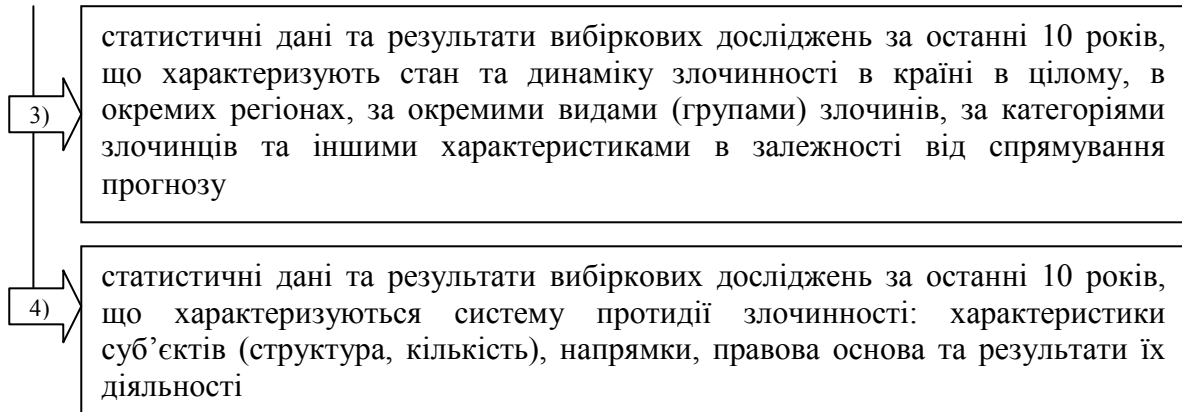 статистичні дані та результати вибіркових досліджень за останні 10 років,
що характеризують стан та динаміку злочинності в країні в цілому, в
3) окремих регіонах, за окремими видами (групами) злочинів, за категоріями
злочинців та іншими характеристиками в залежності від спрямування
прогнозу
статистичні дані та результати вибіркових досліджень за останні 10 років,
4) що характеризуються систему протидії злочинності: характеристики
суб’єктів (структура, кількість), напрямки, правова основа та результати їх
діяльності